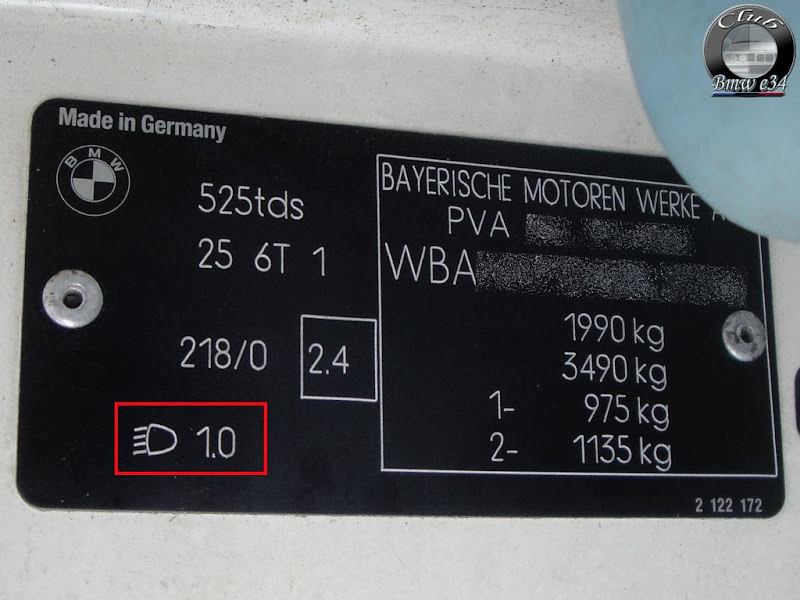 Club
Bmw e34
Made in Germany
BMW
525tds
25 6T 1
218/0
2.4
1.0
BAYERISCHE MOTOREN WERKE
PVA
WBA
1990 kg
3490 kg
1- 975 kg
2- 1135 kg
2 122 172